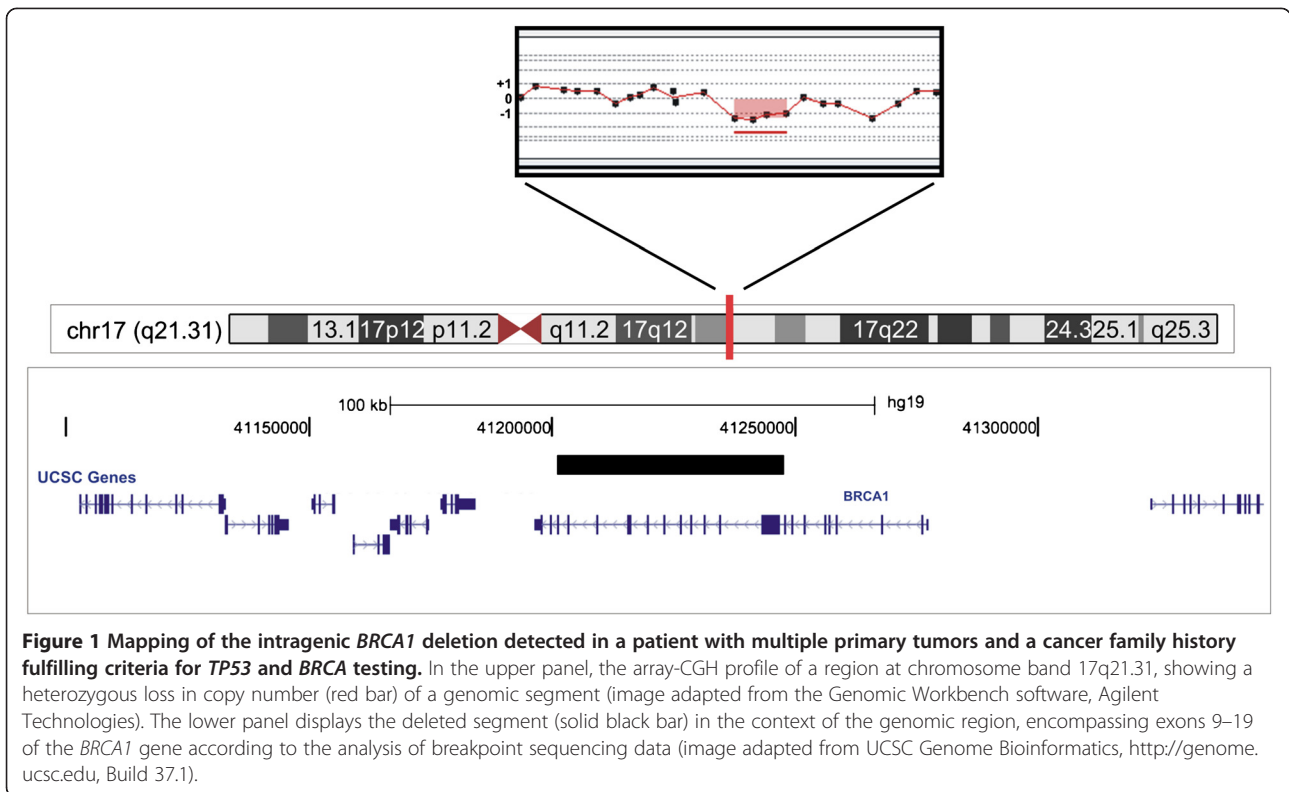 +1
0
-1
chr17 (q21.31) 13.1 17p12 p11.2 q11.2 17q12 17q22 24.3 25.1 q25.3
100 kb hg19
41150000 41200000 41250000 41300000
UCSC Genes
BRCA1
Figure 1 Mapping of the intragenic BRCA1 deletion detected in a patient with multiple primary tumors and a cancer family history
fulfilling criteria for TP53 and BRCA testing. In the upper panel, the array-CGH profile of a region at chromosome band 17q21.31, showing a
heterozygous loss in copy number (red bar) of a genomic segment (image adapted from the Genomic Workbench software, Agilent
Technologies). The lower panel displays the deleted segment (solid black bar) in the context of the genomic region, encompassing exons 9–19
of the BRCA1 gene according to the analysis of breakpoint sequencing data (image adapted from UCSC Genome Bioinformatics, http://genome.
ucsc.edu, Build 37.1).